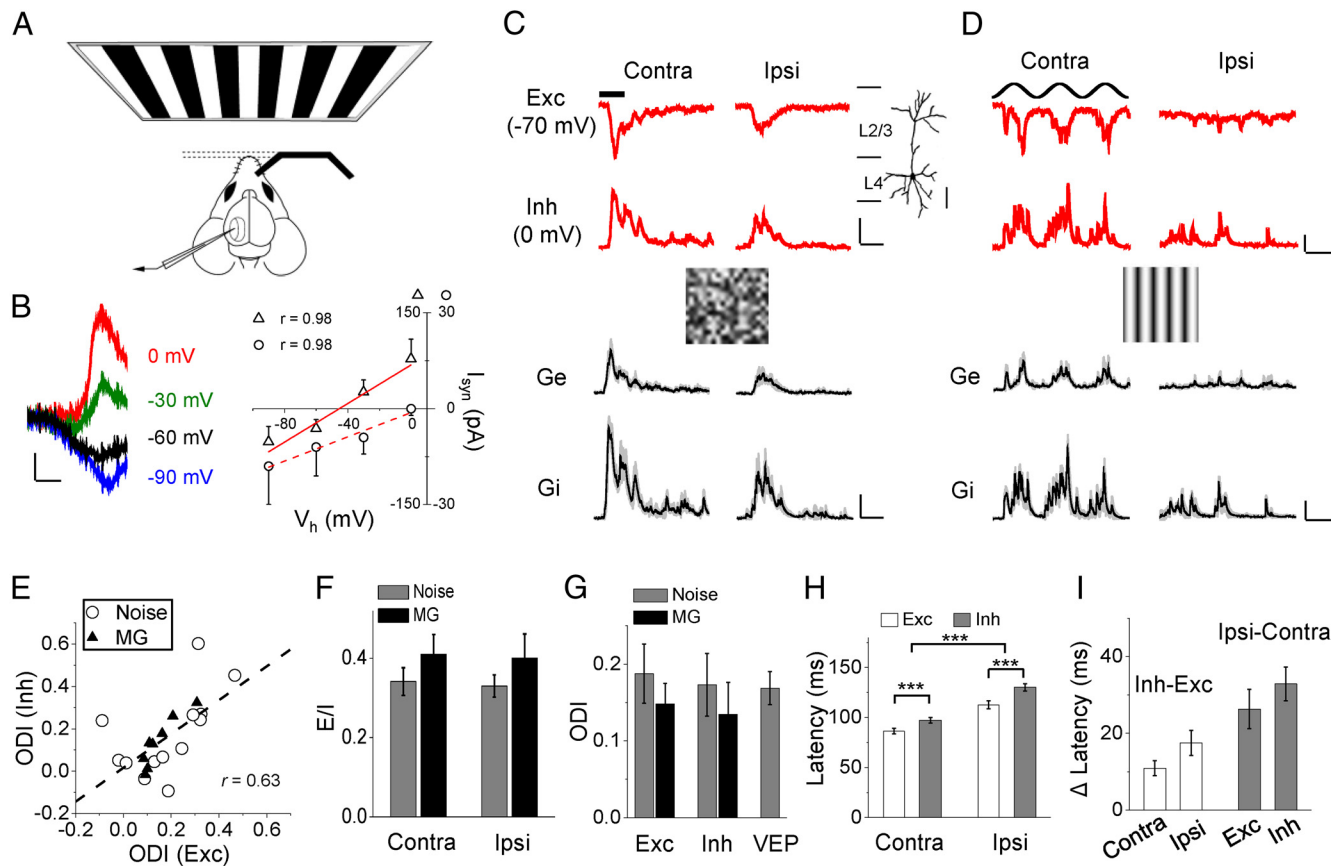 A
B
0 mV
-30 mV
-60 mV
-90 mV
r = 0.98
r = 0.98
150
30
-80
-40
0
0
-150
-30
I_syn (pA)
V_h (mV)
C
Contra
Ipsi
Exc
(-70 mV)
Inh
(0 mV)
L2/3
L4
Ge
Gi
D
Contra
Ipsi
Ge
Gi
E
Noise
MG
0.6
0.4
0.2
0.0
-0.2
ODI (Inh)
r = 0.63
-0.2
0.0
0.2
0.4
0.6
ODI (Exc)
F
Noise
MG
0.4
0.2
0.0
E/I
Contra
Ipsi
G
Noise
MG
0.2
0.1
0.0
ODI
Exc
Inh
VEP
H
Exc
Inh
***
***
***
150
125
100
75
50
25
0
Latency (ms)
Contra
Ipsi
I
Ipsi-Contra
Inh-Exc
40
20
0
Δ Latency (ms)
Contra
Ipsi
Exc
Inh